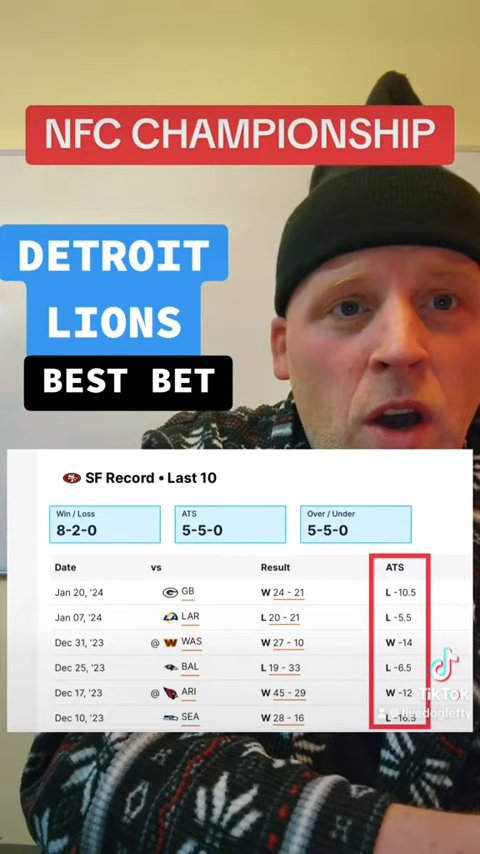 NFC CHAMPIONSHIP
DETROIT
LIONS
BEST BET
SF Record • Last 10
Win / Loss ATS Over / Under
8-2-0 5-5-0 5-5-0
Date vs Result ATS
Jan 20, '24 GB W 24 - 21 L -10.5
Jan 07, '24 LAR L 20 - 21 L -5.5
Dec 31, '23 @ WAS W 27 - 10 W -14
Dec 25, '23 BAL L 19 - 33 L -6.5
Dec 17, '23 @ ARI W 45 - 29 W -12
Dec 10, '23 SEA W 28 - 16 L -16.5
TikTok
@livedoglefty